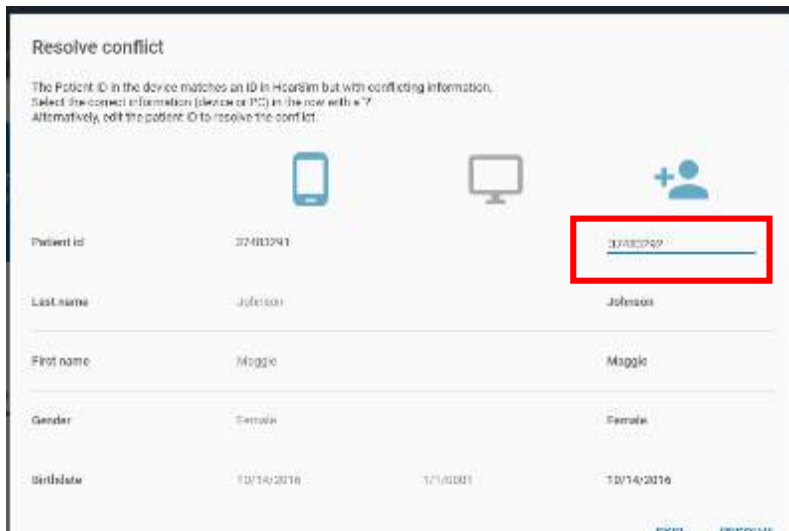 Resolve conflict
The Patient ID in the device matches an ID in HearSim but with conflicting information.
Select the correct information (device or PC) in the row with a '?'
Alternatively, edit the patient ID to resolve the conflict.
Patient id 37483291 37483292
Last name Johnson Johnson
First name Maggie Maggie
Gender Female Female
Birthdate 10/14/2016 1/1/0001 10/14/2016